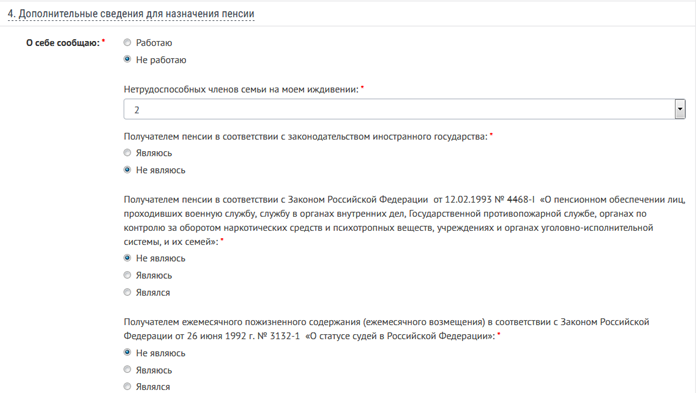 4. Дополнительные сведения для назначения пенсии
О себе сообщаю: *
Работаю
Не работаю
Нетрудоспособных членов семьи на моем иждивении: *
2
Получателем пенсии в соответствии с законодательством иностранного государства: *
Являюсь
Не являюсь
Получателем пенсии в соответствии с Законом Российской Федерации от 12.02.1993 № 4468-I «О пенсионном обеспечении лиц,
проходивших военную службу, службу в органах внутренних дел, Государственной противопожарной службе, органах по
контролю за оборотом наркотических средств и психотропных веществ, учреждениях и органах уголовно-исполнительной
системы, и их семей»: *
Не являюсь
Являюсь
Являлся
Получателем ежемесячного пожизненного содержания (ежемесячного возмещения) в соответствии с Законом Российской
Федерации от 26 июня 1992 г. № 3132-1 «О статусе судей в Российской Федерации»: *
Не являюсь
Являюсь
Являлся